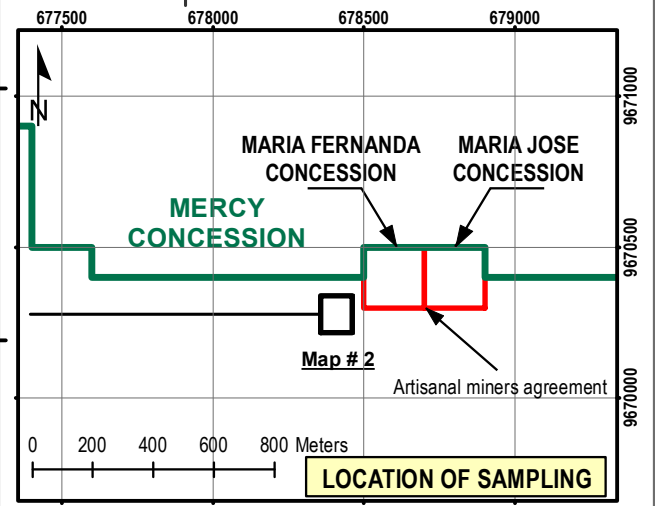 677500 678000 678500 679000
9671000
N
MARIA FERNANDA
CONCESSION
MARIA JOSE
CONCESSION
MERCY
CONCESSION
9670500
Map # 2
Artisanal miners agreement
9670000
0 200 400 600 800 Meters
LOCATION OF SAMPLING